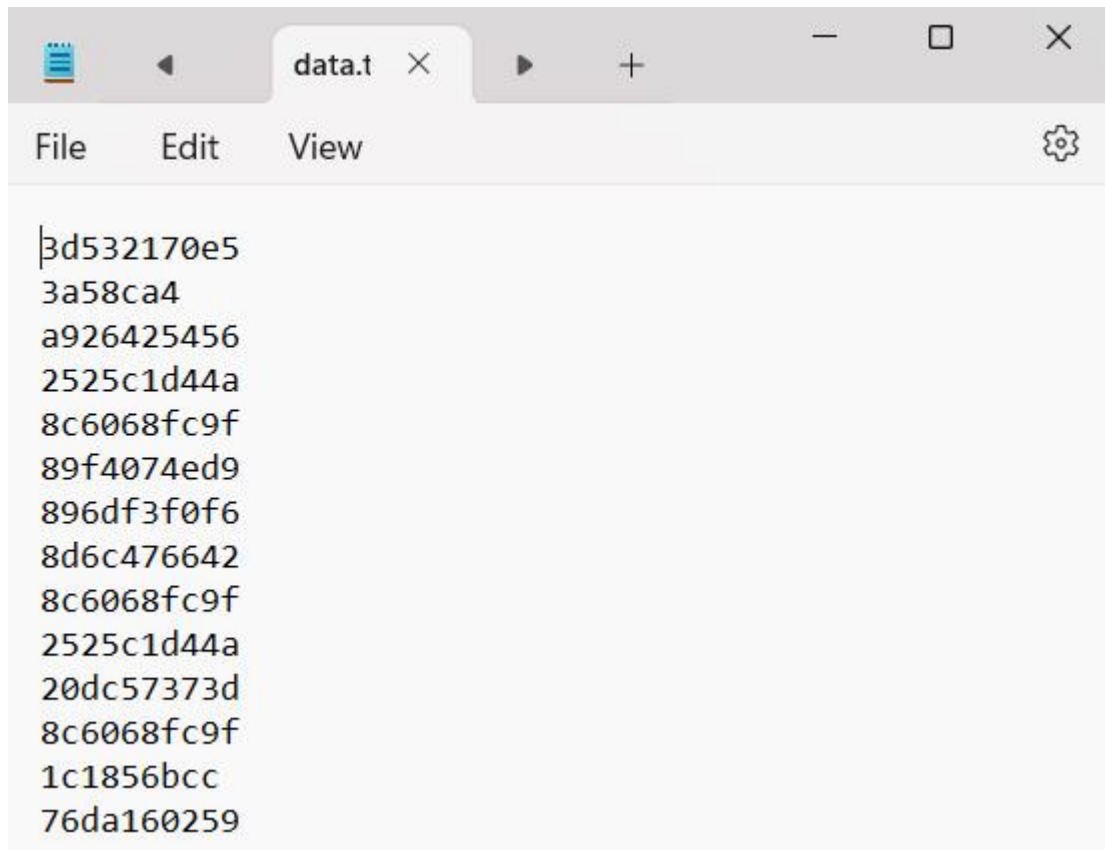 data.t
File Edit View
3d532170e5
3a58ca4
a926425456
2525c1d44a
8c6068fc9f
89f4074ed9
896df3f0f6
8d6c476642
8c6068fc9f
2525c1d44a
20dc57373d
8c6068fc9f
1c1856bcc
76da160259